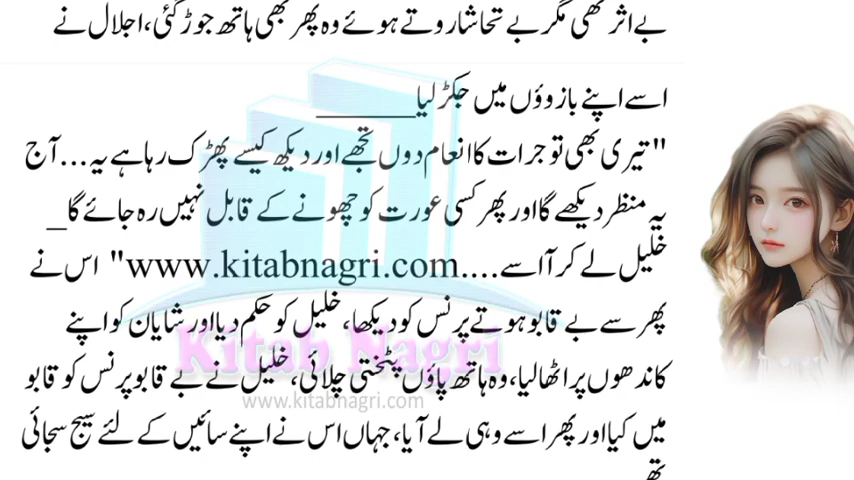 بے اثر تھی مگر بے تحاشا روتے ہوئے وہ پھر بھی ہاتھ جوڑ گئی، اجلال نے
اسے اپنے بازوؤں میں جکڑ لیا______
"تیری بھی تو جرات کا انعام دوں تجھے اور دیکھ کیسے پھڑک رہا ہے یہ... آج
یہ منظر دیکھے گا اور پھر کسی عورت کو چھونے کے قابل نہیں رہ جائے گا_
خلیل لے کر آ اسے....www.kitabnagri.com" اس نے
پھر سے بے قابو ہوتے پرنس کو دیکھا، خلیل کو حکم دیا اور شایان کو اپنے
Kitab Nagri
کاندھوں پر اٹھا لیا، وہ ہاتھ پاؤں پٹختی چلائی، خلیل نے بے قابو پرنس کو قابو
www.kitabnagri.com
میں کیا اور پھر اسے وہی لے آیا، جہاں اس نے اپنے سائیں کے لئے سیج سجائی
تھی